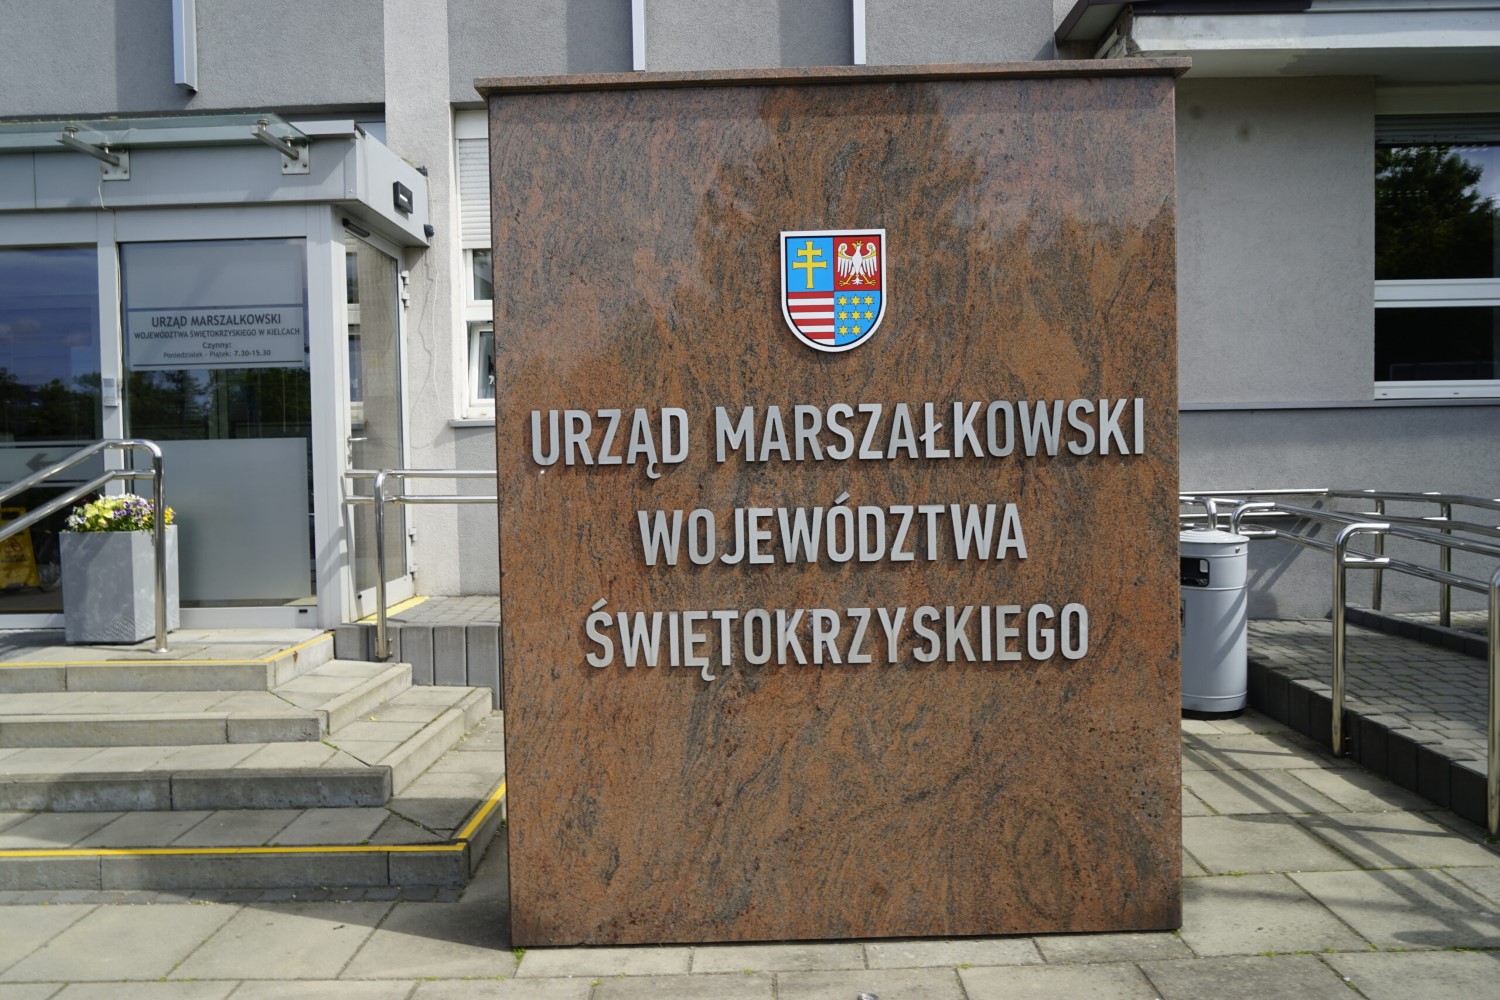 URZĄD MARSZAŁKOWSKI
WOJEWÓDZTWA
ŚWIĘTOKRZYSKIEGO
URZĄD MARSZAŁKOWSKI
WOJEWÓDZTWA ŚWIĘTOKRZYSKIEGO W KIELCACH
Czynny:
Poniedziałek - Piątek: 7.30-15.30